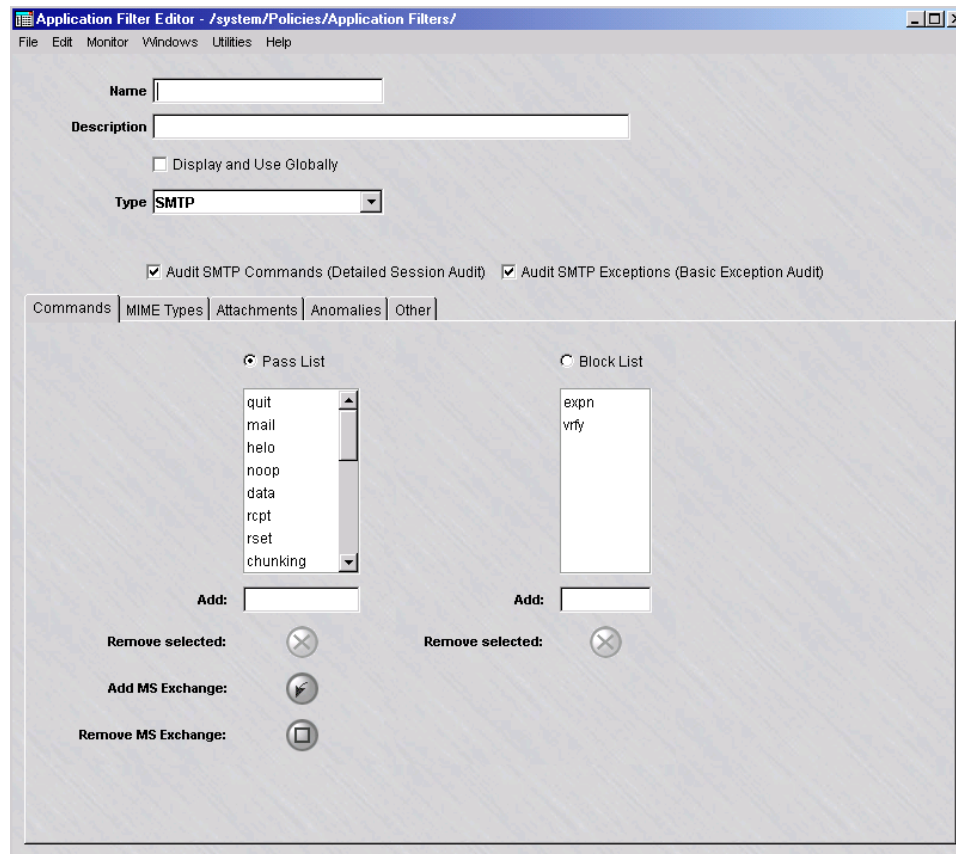 Application Filter Editor - /system/Policies/Application Filters/
File Edit Monitor Windows Utilities Help
Name
Description
Display and Use Globally
Type SMTP
Audit SMTP Commands (Detailed Session Audit) Audit SMTP Exceptions (Basic Exception Audit)
Commands MIME Types Attachments Anomalies Other
Pass List Block List
quit expn
mail vrfy
helo
noop
data
rcpt
rset
chunking
Add: Add:
Remove selected: Remove selected:
Add MS Exchange:
Remove MS Exchange: